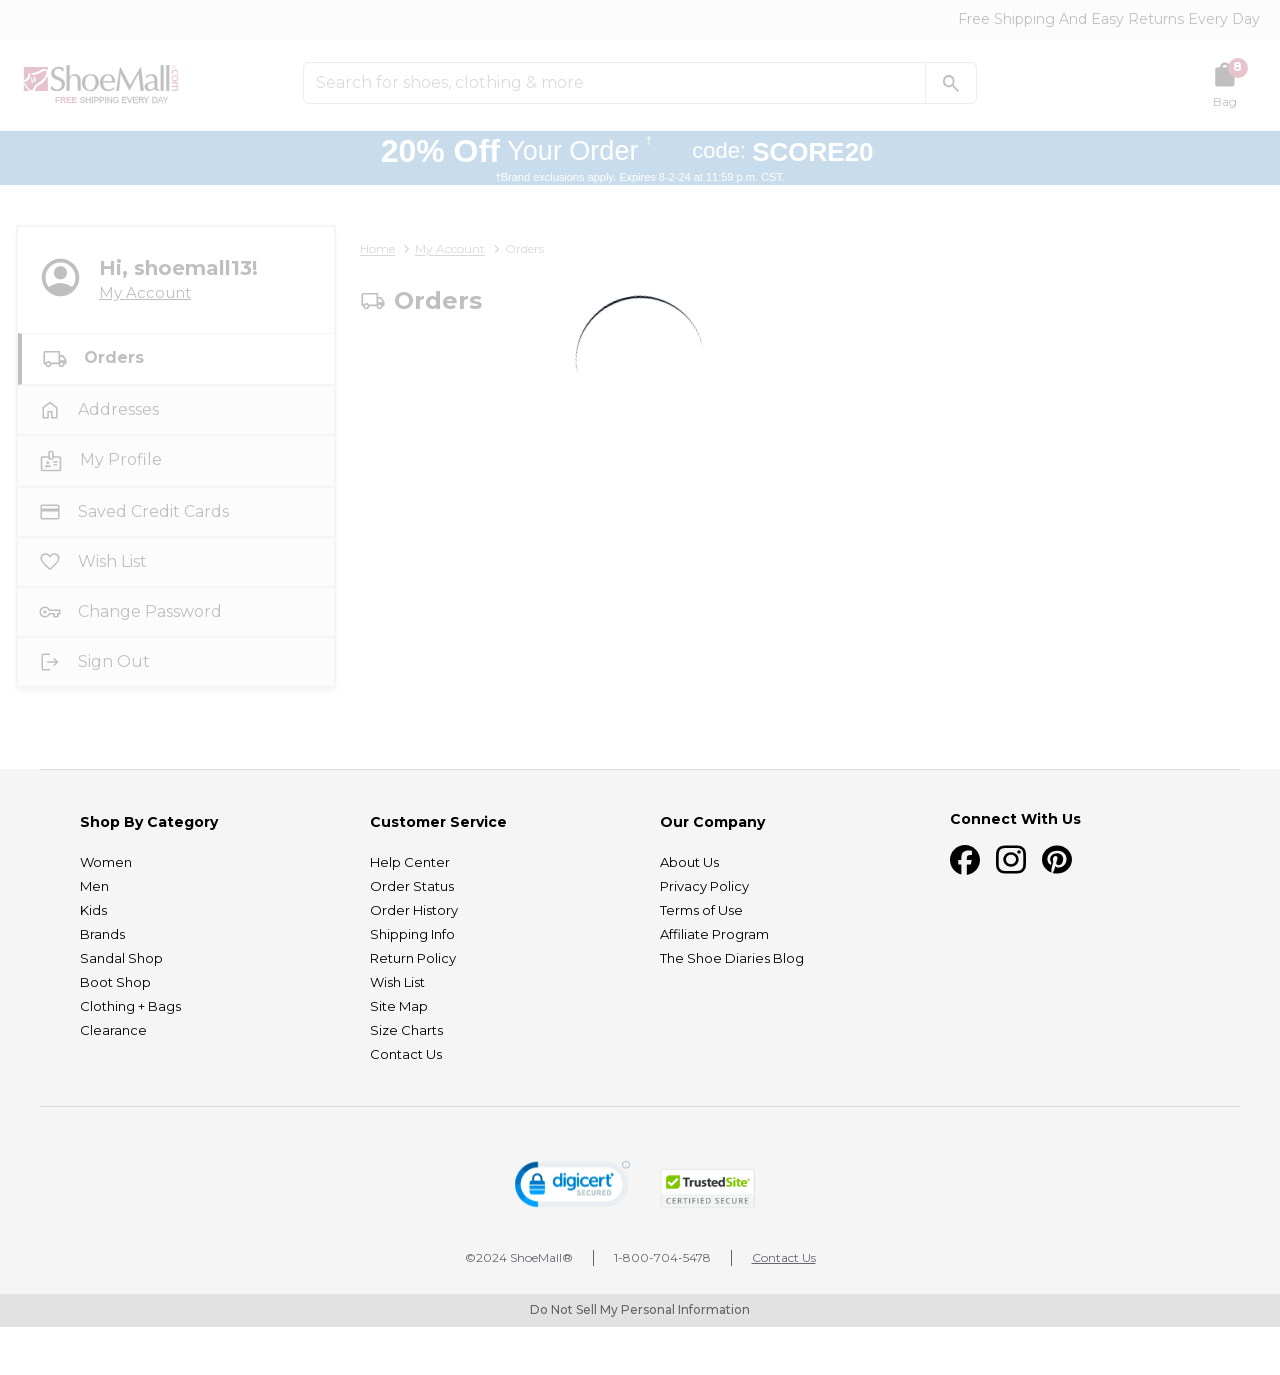 Free Shipping And Easy Returns Every Day
ShoeMall.com
FREE SHIPPING EVERY DAY
Search for shoes, clothing & more
8
Bag
20% Off Your Order † code: SCORE20
†Brand exclusions apply. Expires 8-2-24 at 11:59 p.m. CST.
Hi, shoemall13!
My Account
Orders
Addresses
My Profile
Saved Credit Cards
Wish List
Change Password
Sign Out
Home > My Account > Orders
Orders
Shop By Category
Women
Men
Kids
Brands
Sandal Shop
Boot Shop
Clothing + Bags
Clearance
Customer Service
Help Center
Order Status
Order History
Shipping Info
Return Policy
Wish List
Site Map
Size Charts
Contact Us
Our Company
About Us
Privacy Policy
Terms of Use
Affiliate Program
The Shoe Diaries Blog
Connect With Us
digicert
SECURED
TrustedSite
CERTIFIED SECURE
©2024 ShoeMall®
1-800-704-5478
Contact Us
Do Not Sell My Personal Information